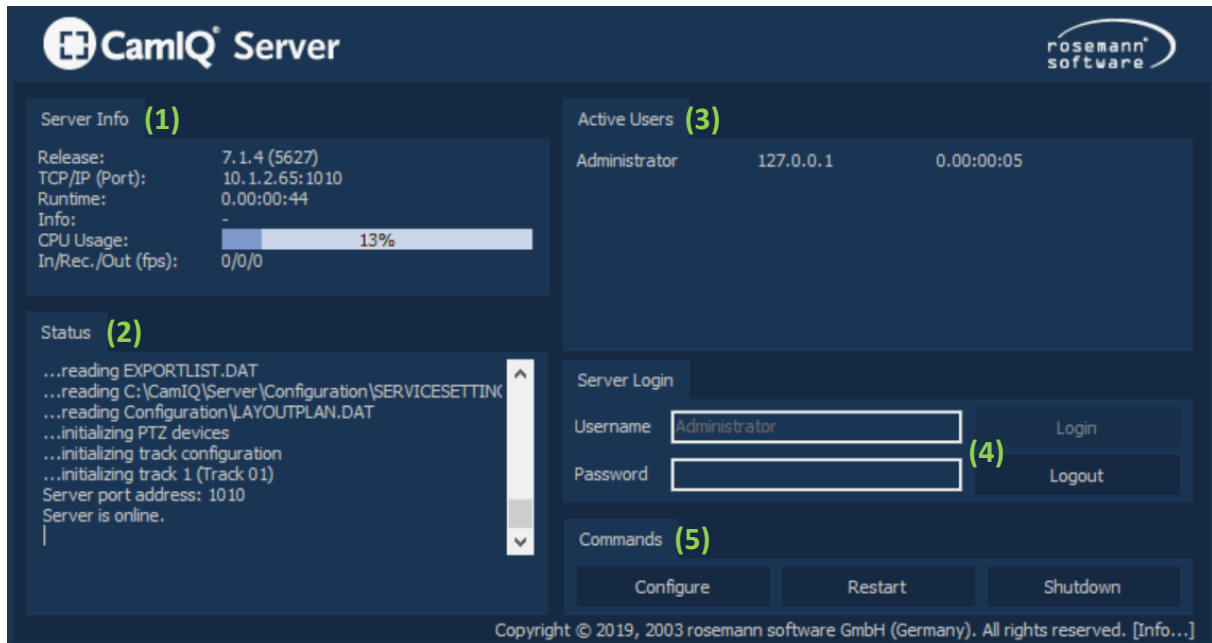 CamIQ® Server
rosemann®
software
Server Info (1)
Release: 7.1.4 (5627)
TCP/IP (Port): 10.1.2.65:1010
Runtime: 0.00:00:44
Info: -
CPU Usage: 13%
In/Rec./Out (fps): 0/0/0
Status (2)
...reading EXPORTLIST.DAT
...reading C:\CamIQ\Server\Configuration\SERVICESETTING
...reading Configuration\LAYOUTPLAN.DAT
...initializing PTZ devices
...initializing track configuration
...initializing track 1 (Track 01)
Server port address: 1010
Server is online.
Active Users (3)
Administrator 127.0.0.1 0.00:00:05
Server Login
Username Administrator Login
(4)
Password Logout
Commands (5)
Configure Restart Shutdown
Copyright © 2019, 2003 rosemann software GmbH (Germany). All rights reserved. [Info...]